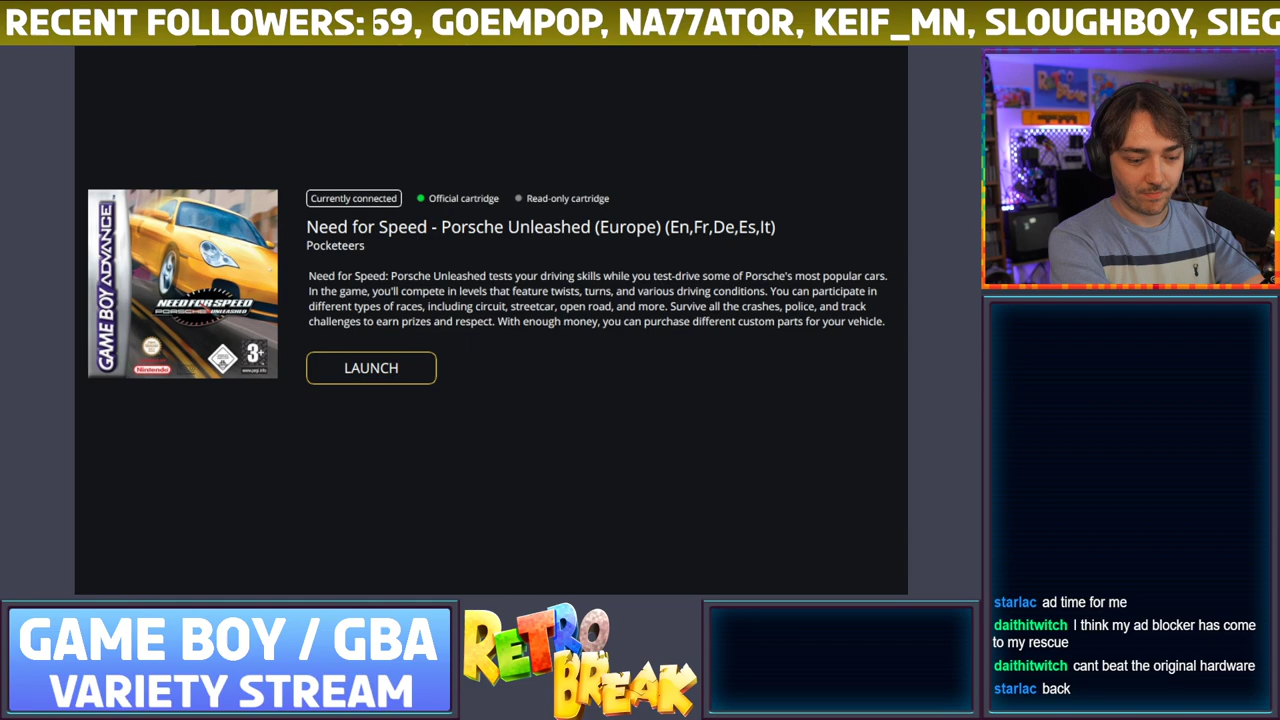 RECENT FOLLOWERS: 69, GOEMPOP, NA77ATOR, KEIF_MN, SLOUGHBOY, SIEG
Currently connected
Official cartridge
Read-only cartridge
Need for Speed - Porsche Unleashed (Europe) (En,Fr,De,Es,It)
Pocketeers
Need for Speed: Porsche Unleashed tests your driving skills while you test-drive some of Porsche's most popular cars.
In the game, you'll compete in levels that feature twists, turns, and various driving conditions. You can participate in
different types of races, including circuit, streetcar, open road, and more. Survive all the crashes, police, and track
challenges to earn prizes and respect. With enough money, you can purchase different custom parts for your vehicle.
LAUNCH
GAME BOY ADVANCE
NEED FOR SPEED
PORSCHE UNLEASHED
Nintendo
3+
www.pegi.info
starlac ad time for me
daithitwitch I think my ad blocker has come
to my rescue
daithitwitch cant beat the original hardware
starlac back
GAME BOY / GBA
VARIETY STREAM
RETRO
BREAK